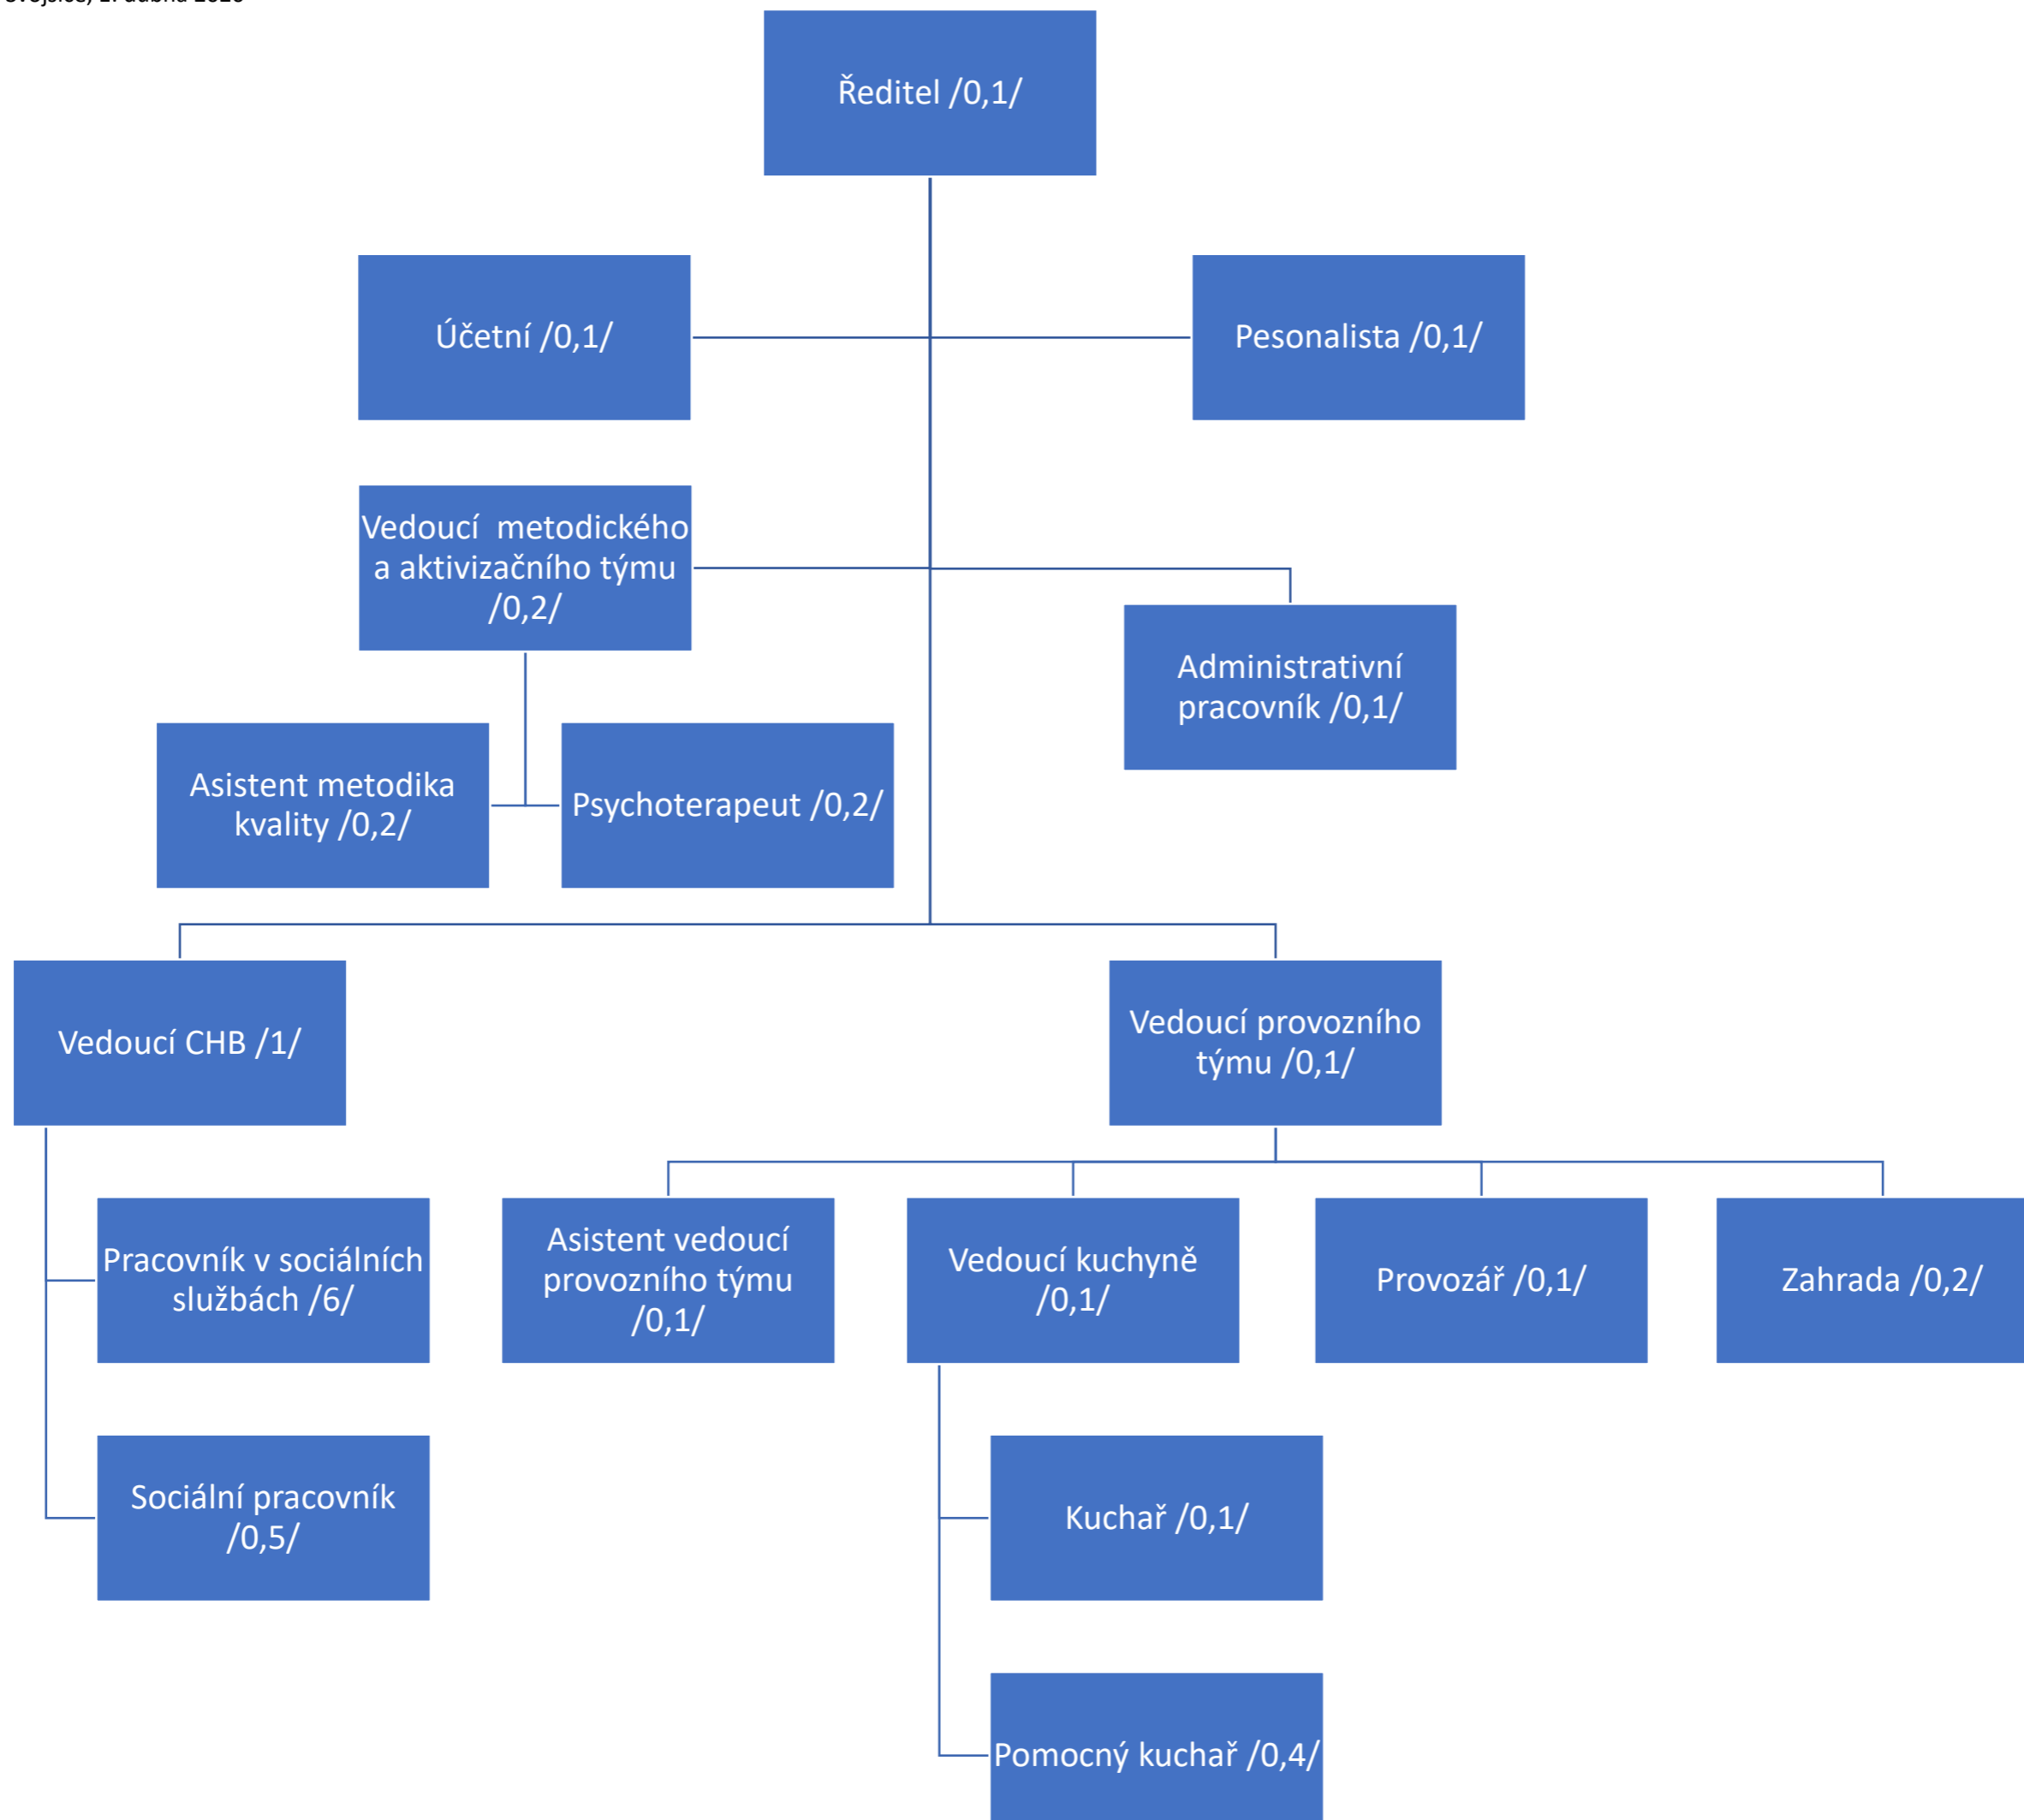 Ředitel /0,1/
Účetní /0,1/
Pesonalista /0,1/
Vedoucí metodického
a aktivizačního týmu
/0,2/
Administrativní
pracovník /0,1/
Asistent metodika
kvality /0,2/
Psychoterapeut /0,2/
Vedoucí CHB /1/
Vedoucí provozního
týmu /0,1/
Pracovník v sociálních
službách /6/
Asistent vedoucí
provozního týmu
/0,1/
Vedoucí kuchyně
/0,1/
Provozář /0,1/
Zahrada /0,2/
Sociální pracovník
/0,5/
Kuchař /0,1/
Pomocný kuchař /0,4/